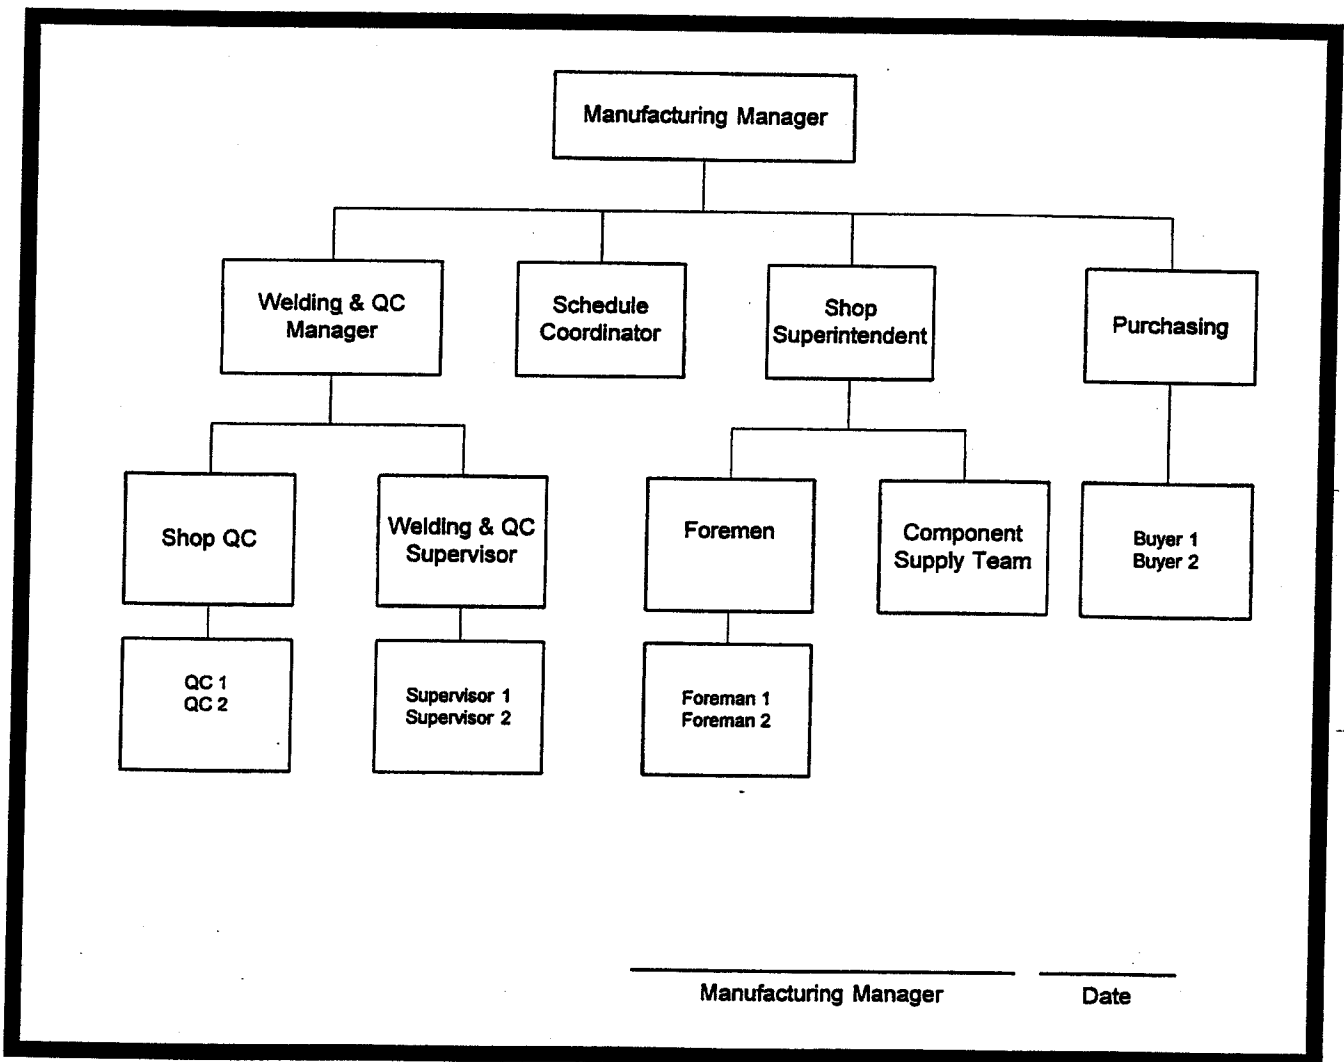 Manufacturing Manager
Welding & QC
Manager
Schedule
Coordinator
Shop
Superintendent
Purchasing
Shop QC
Welding & QC
Supervisor
Foremen
Component
Supply Team
Buyer 1
Buyer 2
QC 1
QC 2
Supervisor 1
Supervisor 2
Foreman 1
Foreman 2
Manufacturing Manager
Date